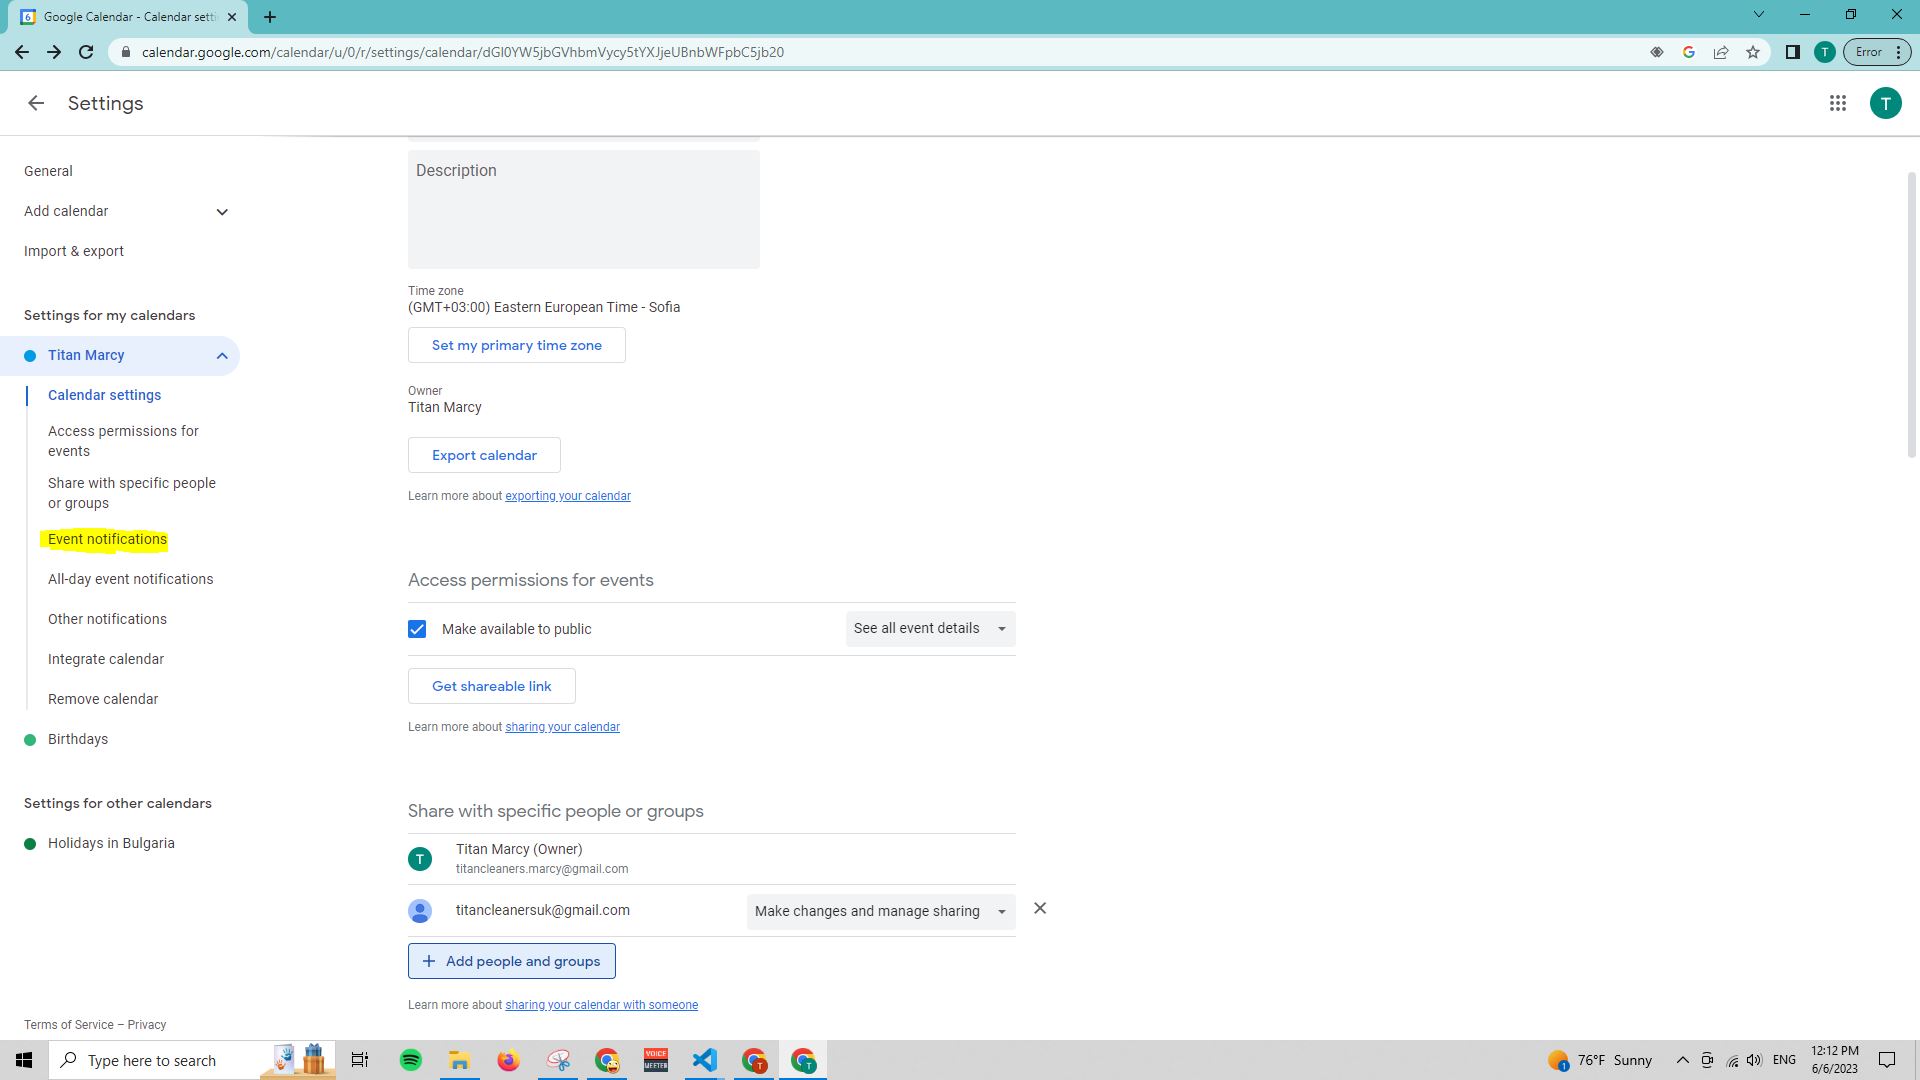 Google Calendar - Calendar setti
calendar.google.com/calendar/u/0/r/settings/calendar/dGl0YW5jbGVhbmVycy5tYXJjeUBnbWFpbC5jb20
T
Error
Settings
T
General
Add calendar
Import & export
Settings for my calendars
Titan Marcy
Calendar settings
Access permissions for
events
Share with specific people
or groups
Event notifications
All-day event notifications
Other notifications
Integrate calendar
Remove calendar
Birthdays
Settings for other calendars
Holidays in Bulgaria
Terms of Service – Privacy
Description
Time zone
(GMT+03:00) Eastern European Time - Sofia
Set my primary time zone
Owner
Titan Marcy
Export calendar
Learn more about exporting your calendar
Access permissions for events
Make available to public
See all event details
Get shareable link
Learn more about sharing your calendar
Share with specific people or groups
T
Titan Marcy (Owner)
titancleaners.marcy@gmail.com
titancleanersuk@gmail.com
Make changes and manage sharing
Add people and groups
Learn more about sharing your calendar with someone
Type here to search
VOICE
MEETER
T
T
1
76°F Sunny
ENG
12:12 PM
6/6/2023